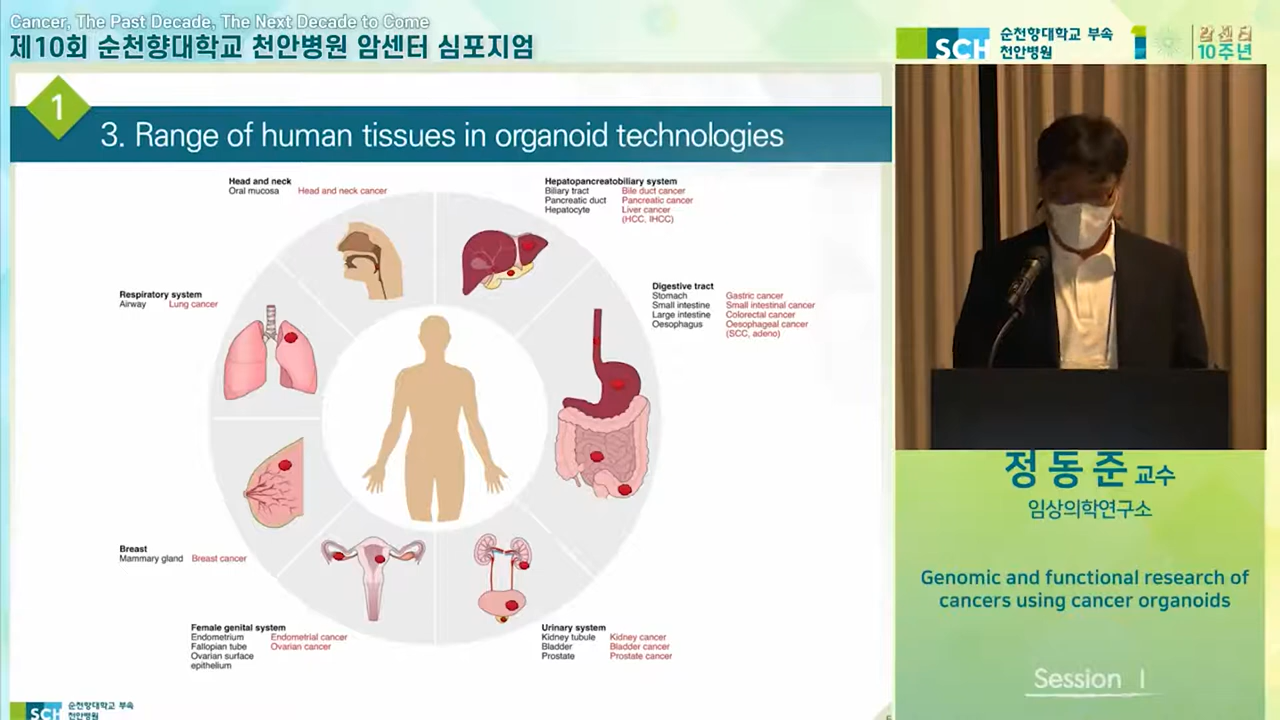 Cancer, The Past Decade, The Next Decade to Come
제10회 순천향대학교 천안병원 암센터 심포지엄
SCH 순천향대학교 부속
천안병원
암센터
10주년
1
3. Range of human tissues in organoid technologies
Head and neck
Oral mucosa Head and neck cancer
Hepatopancreatobiliary system
Biliary tract Bile duct cancer
Pancreatic duct Pancreatic cancer
Hepatocyte Liver cancer
(HCC, IHCC)
Respiratory system
Airway Lung cancer
Digestive tract
Stomach Gastric cancer
Small intestine Small intestinal cancer
Large intestine Colorectal cancer
Oesophagus Oesophageal cancer
(SCC, adeno)
Breast
Mammary gland Breast cancer
Female genital system
Endometrium Endometrial cancer
Fallopian tube Ovarian cancer
Ovarian surface
epithelium
Urinary system
Kidney tubule Kidney cancer
Bladder Bladder cancer
Prostate Prostate cancer
정동준 교수
임상의학연구소
Genomic and functional research of
cancers using cancer organoids
Session I
SCH 순천향대학교 부속
천안병원